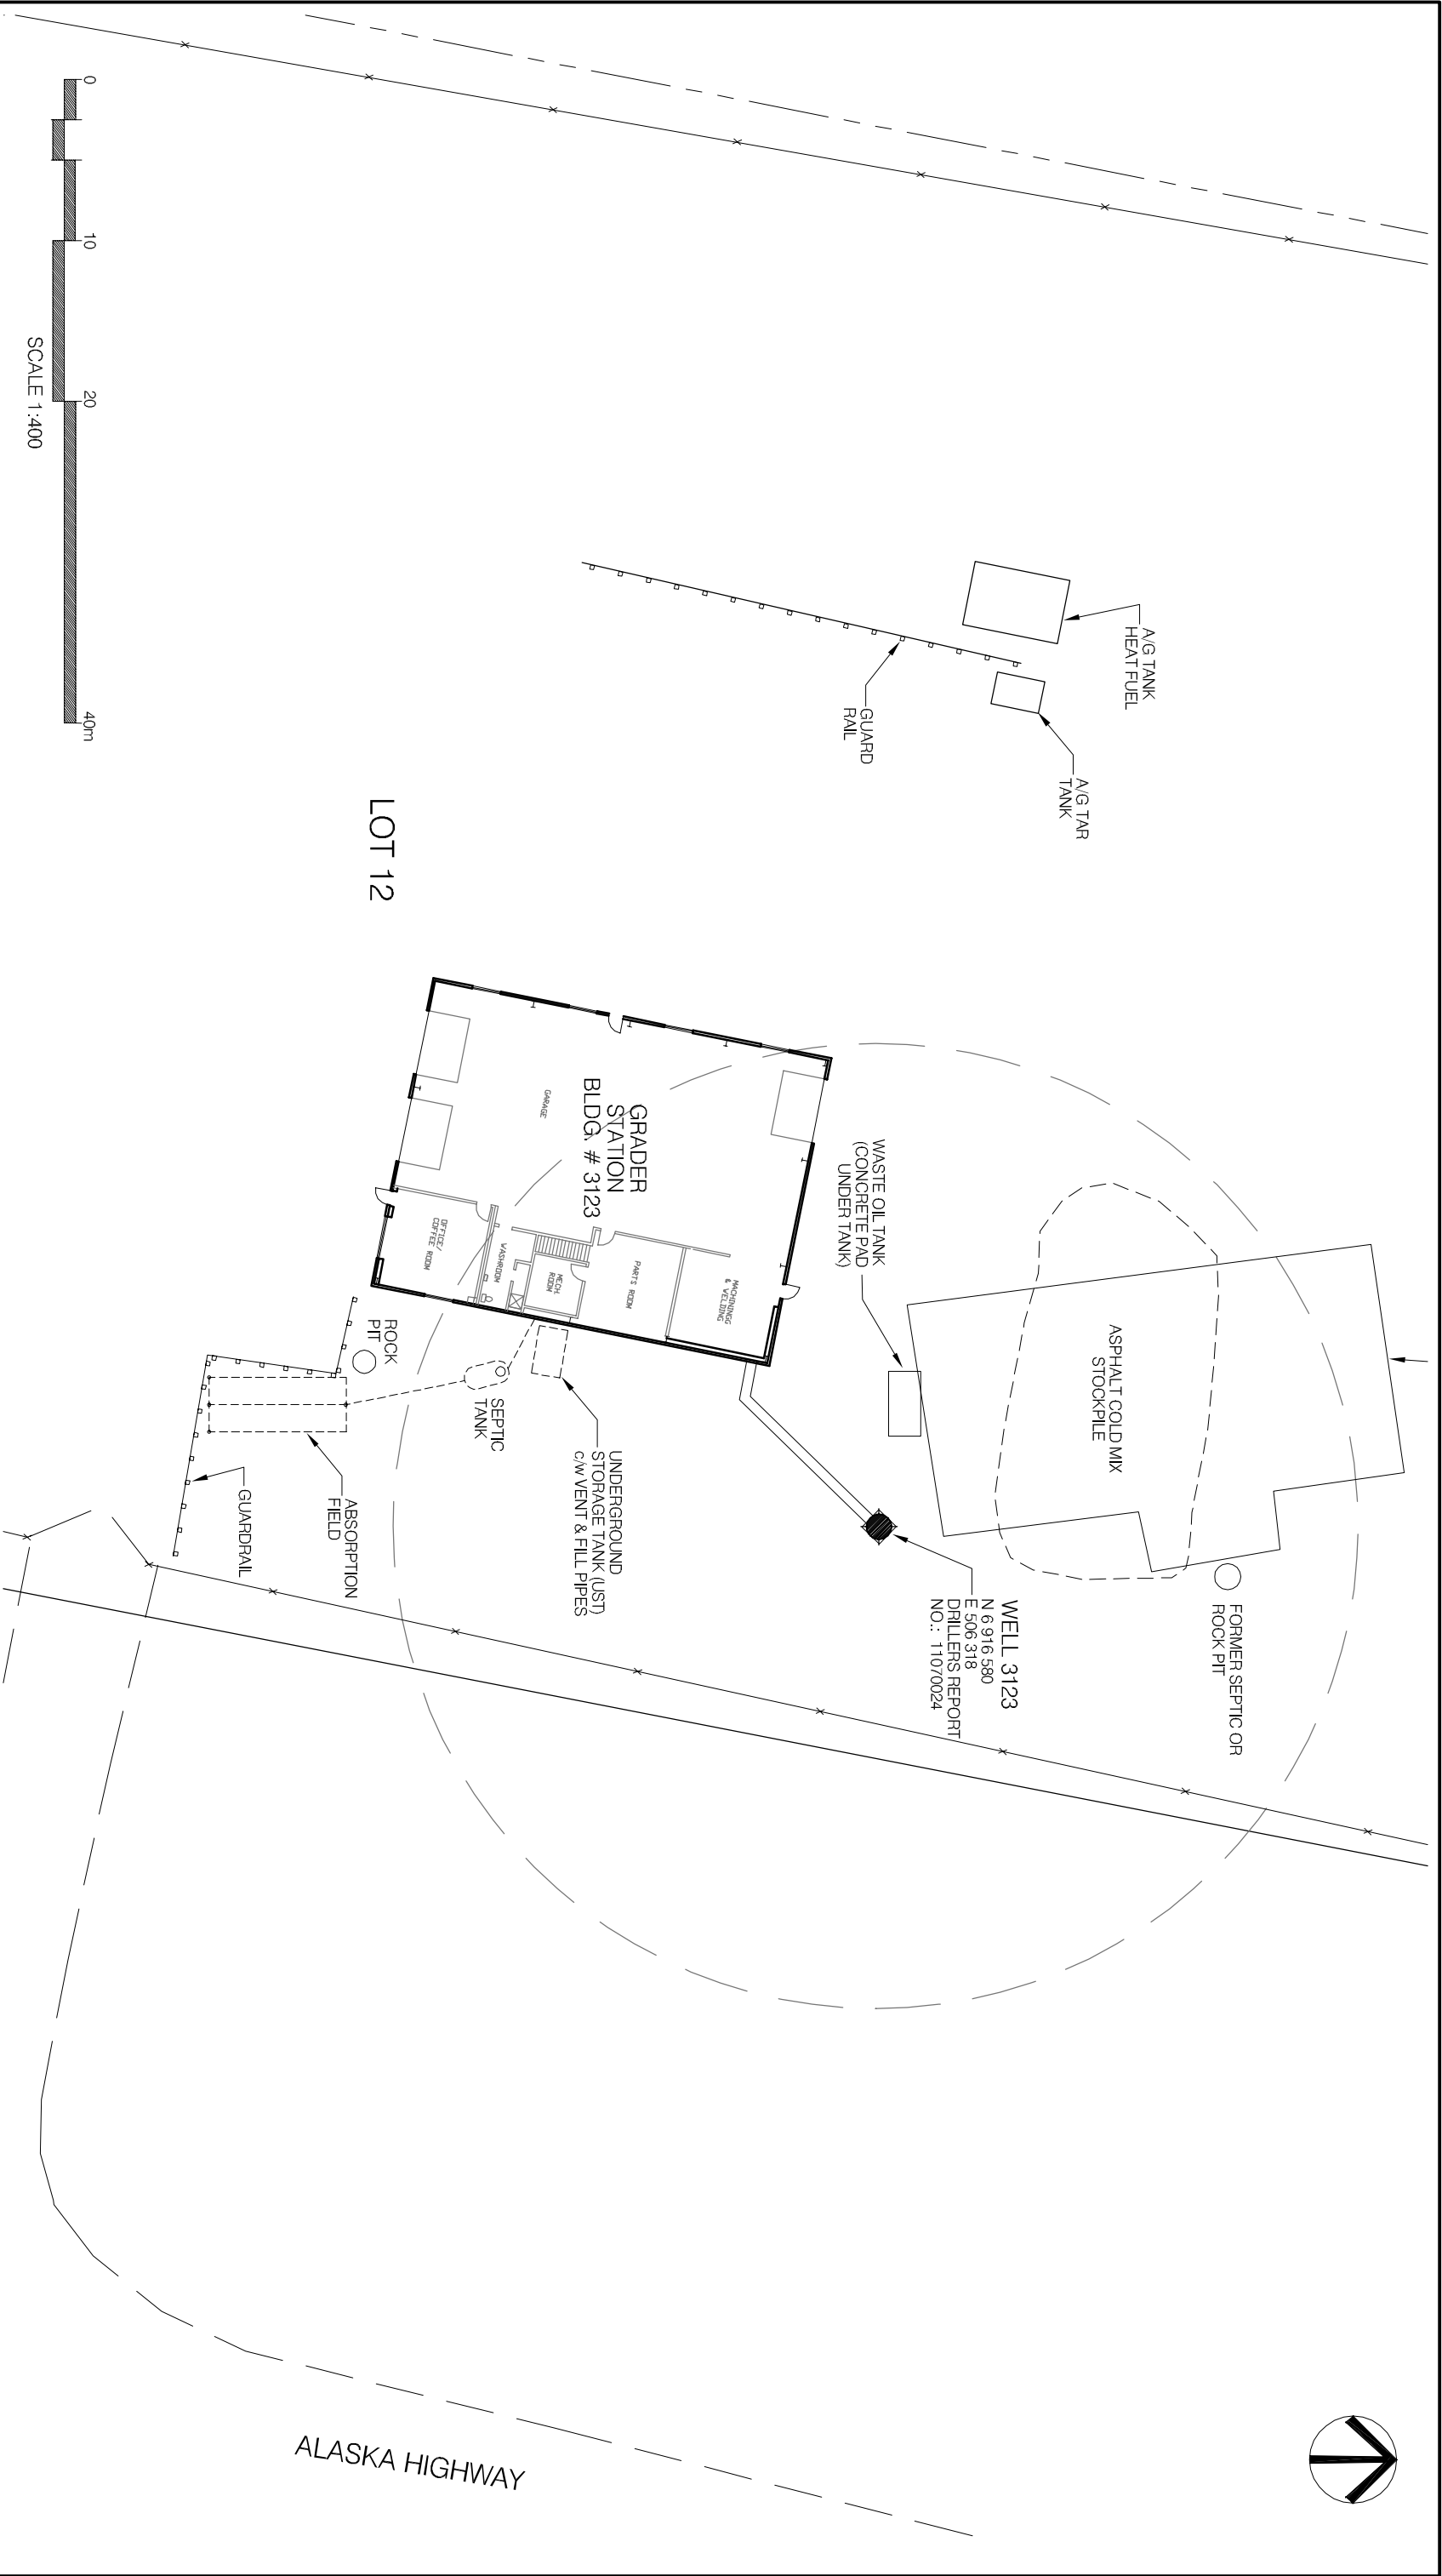 0
10
20
40m
SCALE 1:400
A/G TANK
HEAT FUEL
A/G TAR
TANK
GUARD
RAIL
LOT 12
GRADER
STATION
BLDG. # 3123
GARAGE
OFFICE/
COFFEE ROOM
WASHROOM
MECH.
ROOM
PARTS ROOM
MACHININGG
& WELDING
WASTE OIL TANK
(CONCRETE PAD
UNDER TANK)
ASPHALT COLD MIX
STOCKPILE
ROCK
PIT
SEPTIC
TANK
UNDERGROUND
STORAGE TANK (UST)
c/w VENT & FILL PIPES
ABSORPTION
FIELD
GUARDRAIL
WELL 3123
N 6 916 580
E 506 318
DRILLERS REPORT
NO.: 11070024
FORMER SEPTIC OR
ROCK PIT
ALASKA HIGHWAY